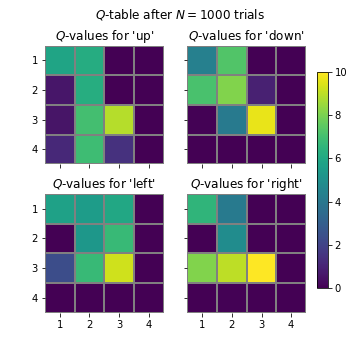 Q-table after N = 1000 trials
Q-values for 'up'
Q-values for 'down'
1
2
3
4
10
8
6
4
2
0
Q-values for 'left'
Q-values for 'right'
1
2
3
4
1 2 3 4
1 2 3 4